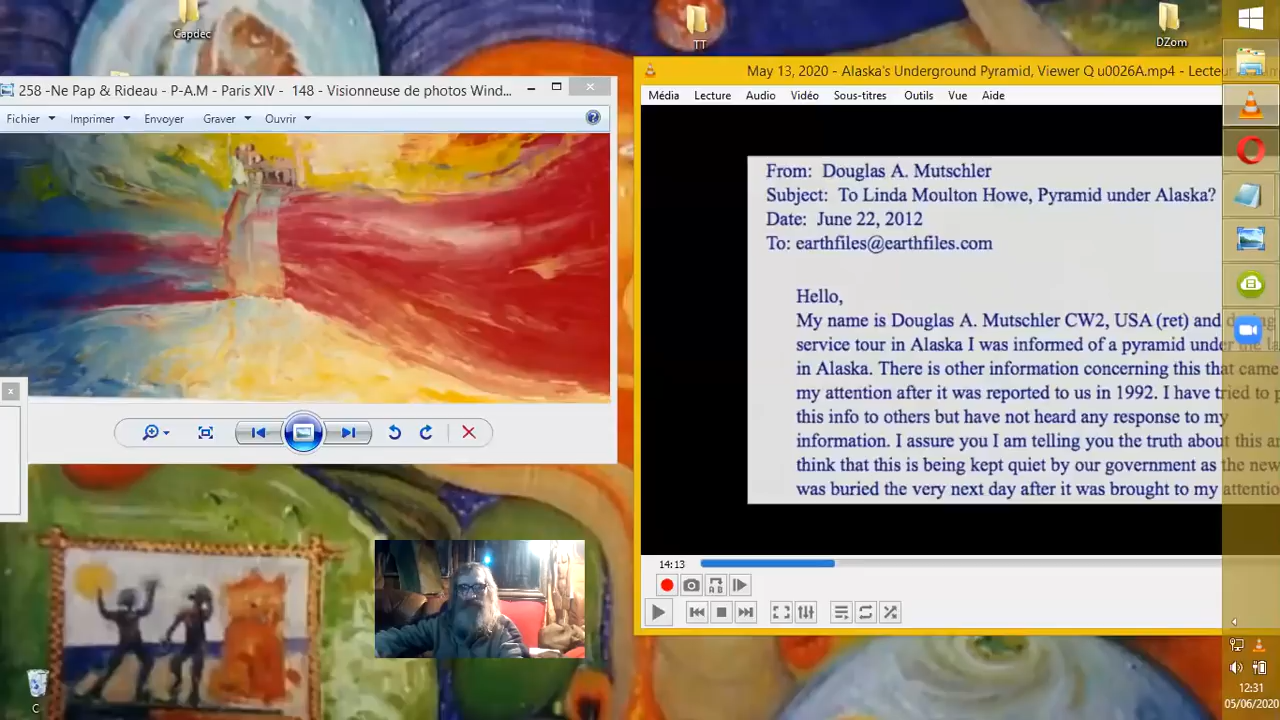 Capdec
TT
DZom
258 -Ne Pap & Rideau - P-A.M - Paris XIV - 148 - Visionneuse de photos Wind...
Fichier Imprimer Envoyer Graver Ouvrir
May 13, 2020 - Alaska's Underground Pyramid, Viewer Q u0026A.mp4 - Lecteu
Média Lecture Audio Vidéo Sous-titres Outils Vue Aide
From: Douglas A. Mutschler
Subject: To Linda Moulton Howe, Pyramid under Alaska?
Date: June 22, 2012
To: earthfiles@earthfiles.com
Hello,
My name is Douglas A. Mutschler CW2, USA (ret) and during
service tour in Alaska I was informed of a pyramid under the la
in Alaska. There is other information concerning this that came
my attention after it was reported to us in 1992. I have tried to p
this info to others but have not heard any response to my
information. I assure you I am telling you the truth about this an
think that this is being kept quiet by our government as the new
was buried the very next day after it was brought to my attentio
14:13
C
12:31
05/06/2020